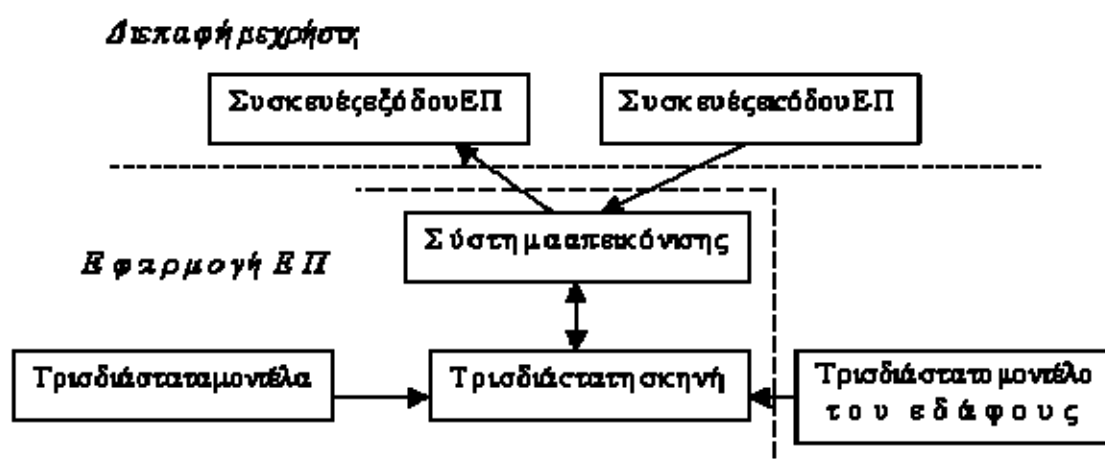 Διεπαφή με χρήστη
Συσκευές εξόδου ΕΠ
Συσκευές εισόδου ΕΠ
Σύστημα απεικόνισης
Εφαρμογή ΕΠ
Τρισδιάστατα μοντέλα
Τρισδιάστατη σκηνή
Τρισδιάστατο μοντέλο
του εδάφους